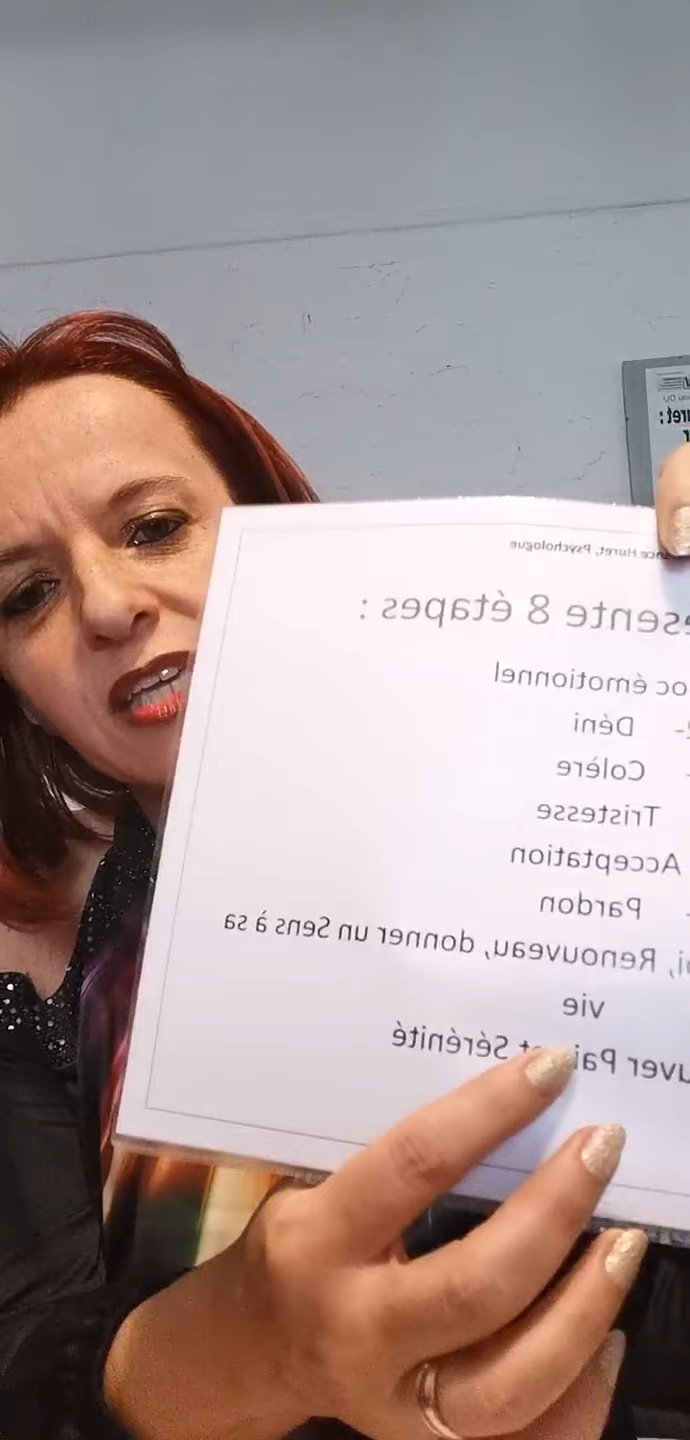 Huret, Psychologue
8 étapes :
émotionnel
Déni
Colère
Tristesse
Acceptation
Pardon
Renouveau, donner un Sens à sa
vie
Sérénité